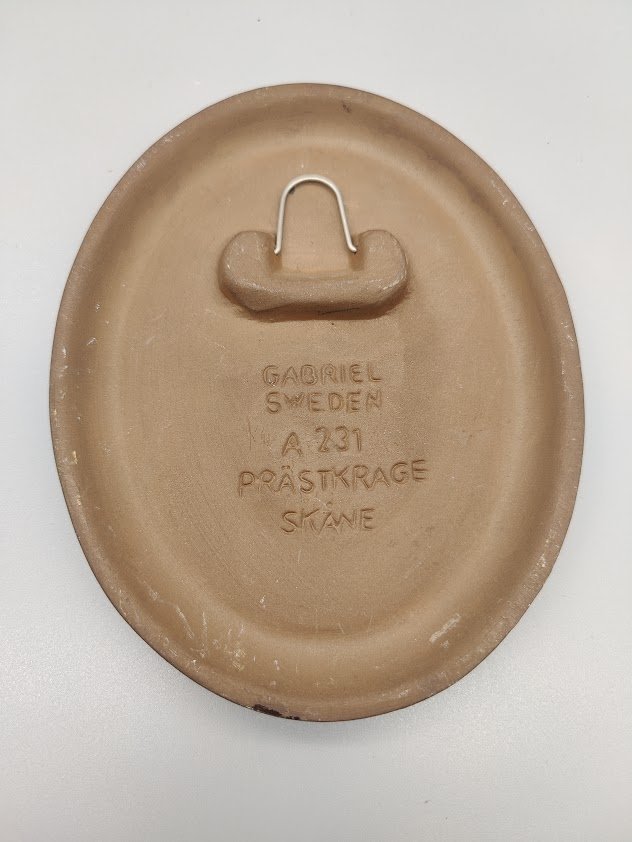 GABRIEL
SWEDEN
A 231
PRÄSTKRAGE
SKÅNE